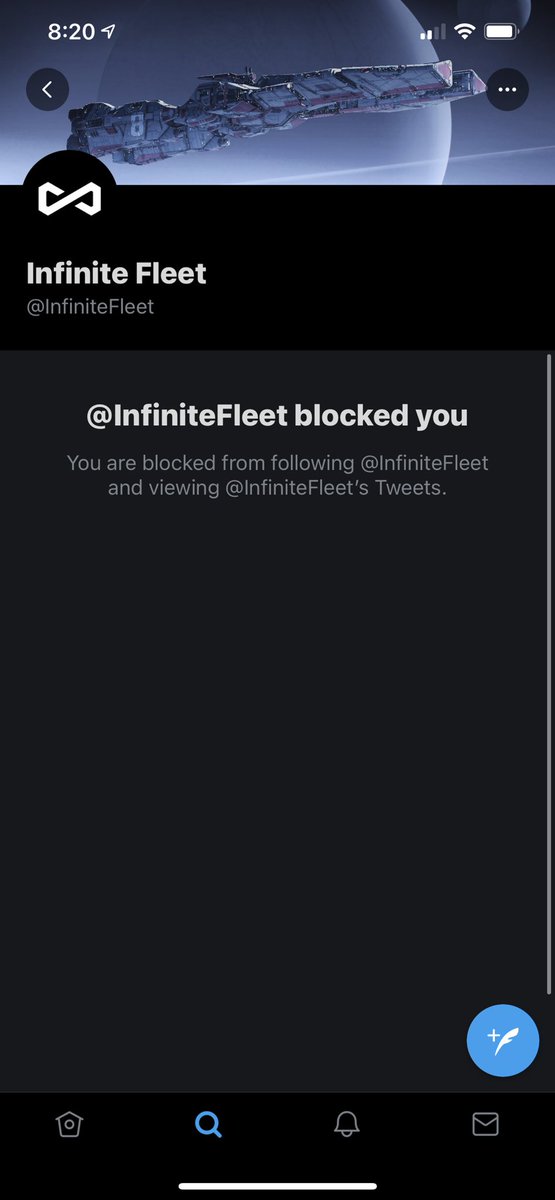 8:20
Infinite Fleet
@InfiniteFleet
@InfiniteFleet blocked you
You are blocked from following @InfiniteFleet
and viewing @InfiniteFleet’s Tweets.